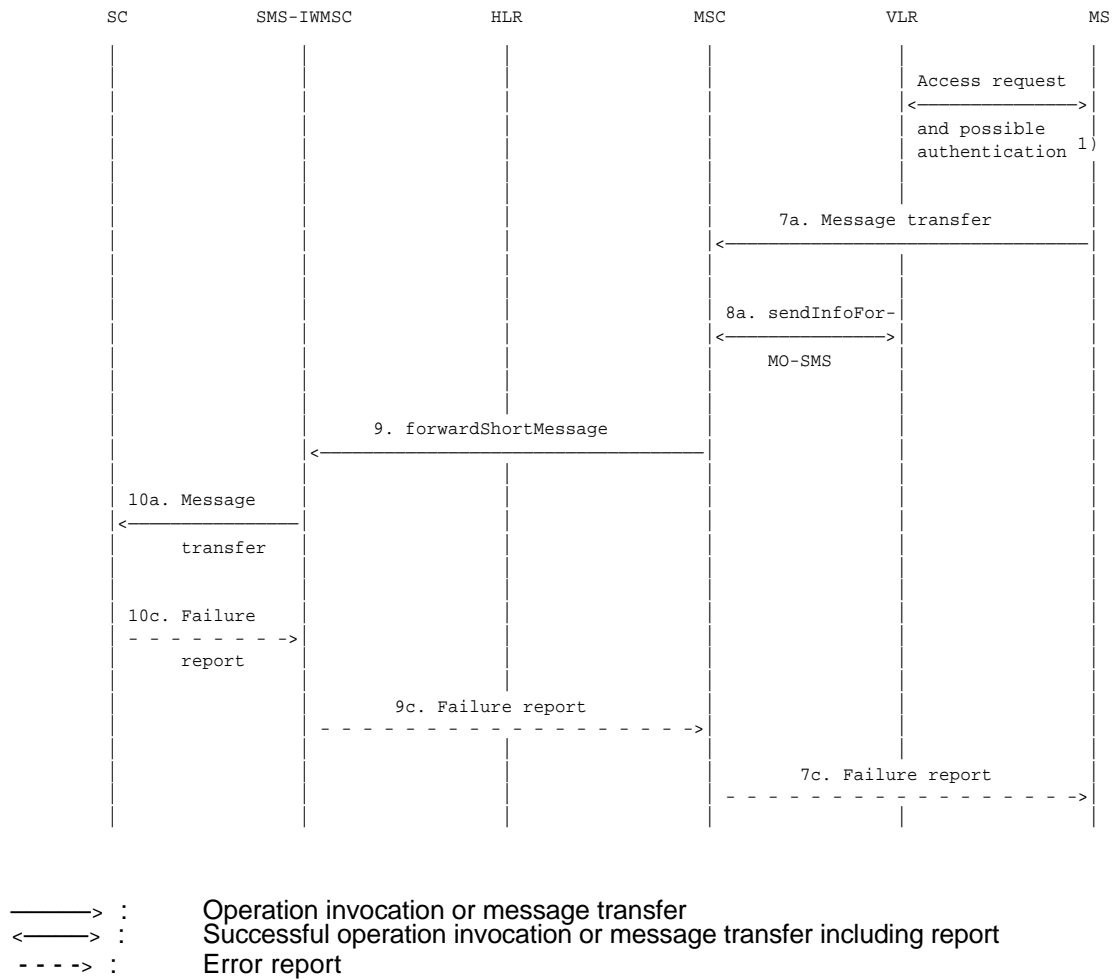 SC SMS-IWMSC HLR MSC VLR MS
Access request
and possible
authentication 1)
7a. Message transfer
8a. sendInfoFor-
MO-SMS
9. forwardShortMessage
10a. Message
transfer
10c. Failure
report
9c. Failure report
7c. Failure report
: Operation invocation or message transfer
: Successful operation invocation or message transfer including report
: Error report